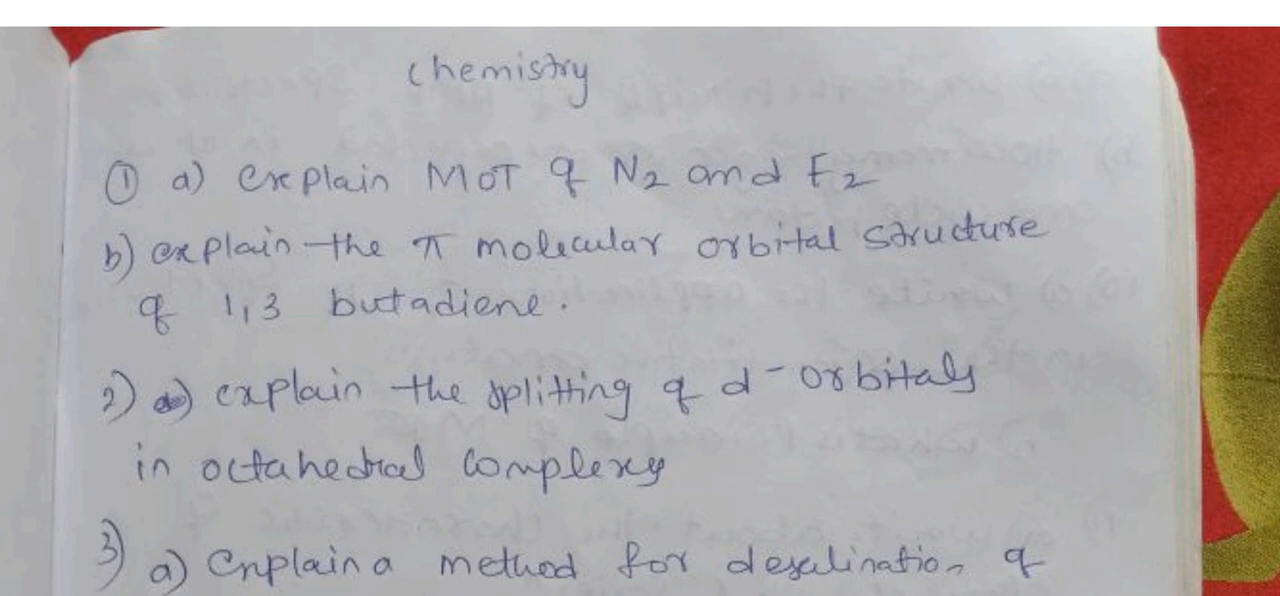 chemistry
① a) explain MOT of N2 and F2
b) explain the π molecular orbital structure
of 1,3 butadiene.
2) a) explain the splitting of d-orbitals
in octahedral complexes
3) a) Explain a method for desalination of